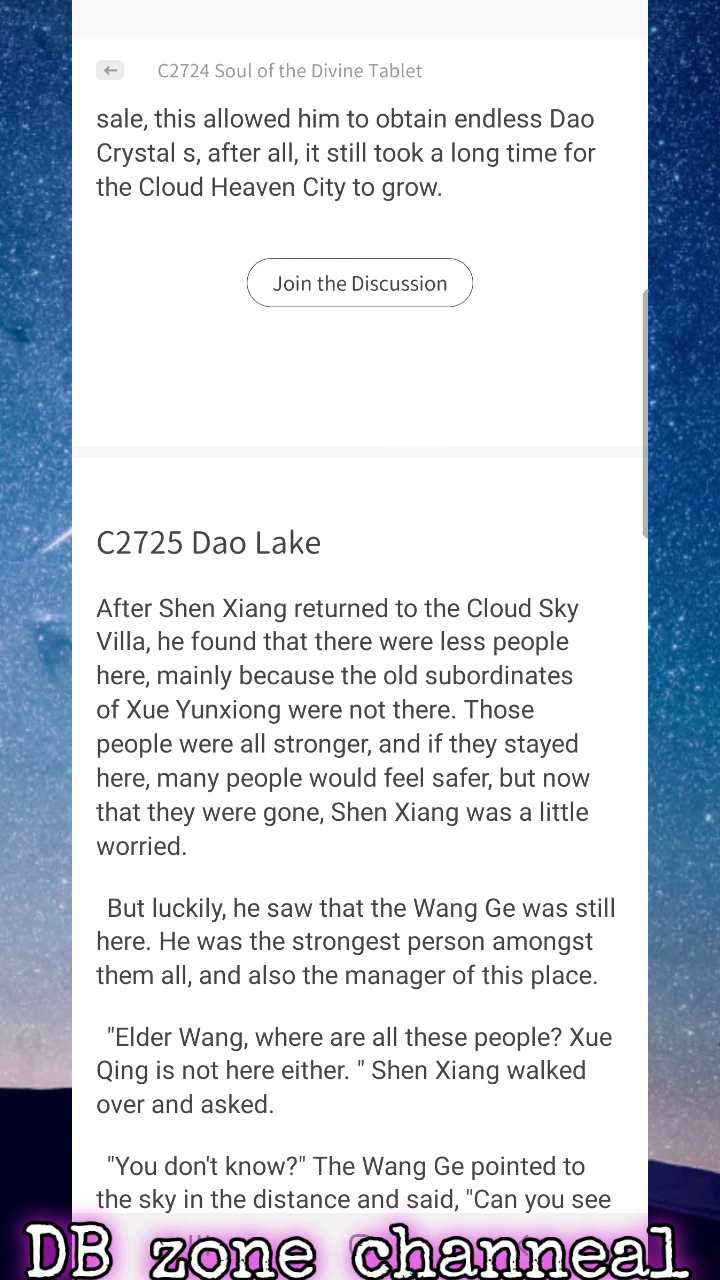 C2724 Soul of the Divine Tablet
sale, this allowed him to obtain endless Dao
Crystal s, after all, it still took a long time for
the Cloud Heaven City to grow.
Join the Discussion
C2725 Dao Lake
After Shen Xiang returned to the Cloud Sky
Villa, he found that there were less people
here, mainly because the old subordinates
of Xue Yunxiong were not there. Those
people were all stronger, and if they stayed
here, many people would feel safer, but now
that they were gone, Shen Xiang was a little
worried.
But luckily, he saw that the Wang Ge was still
here. He was the strongest person amongst
them all, and also the manager of this place.
"Elder Wang, where are all these people? Xue
Qing is not here either. " Shen Xiang walked
over and asked.
"You don't know?" The Wang Ge pointed to
the sky in the distance and said, "Can you see
DB zone channeal